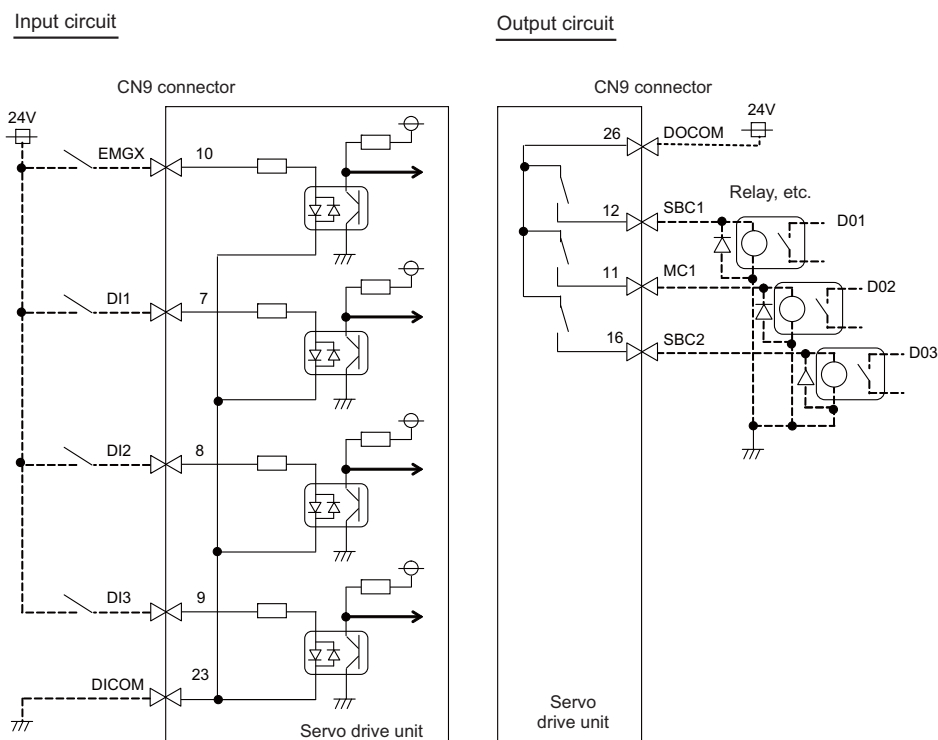 Input circuit
CN9 connector
24V
EMGX
10
DI1
7
DI2
8
DI3
9
DICOM
23
Servo drive unit
Output circuit
CN9 connector
24V
26
DOCOM
Relay, etc.
12
SBC1
D01
11
MC1
D02
16
SBC2
D03
Servo
drive unit